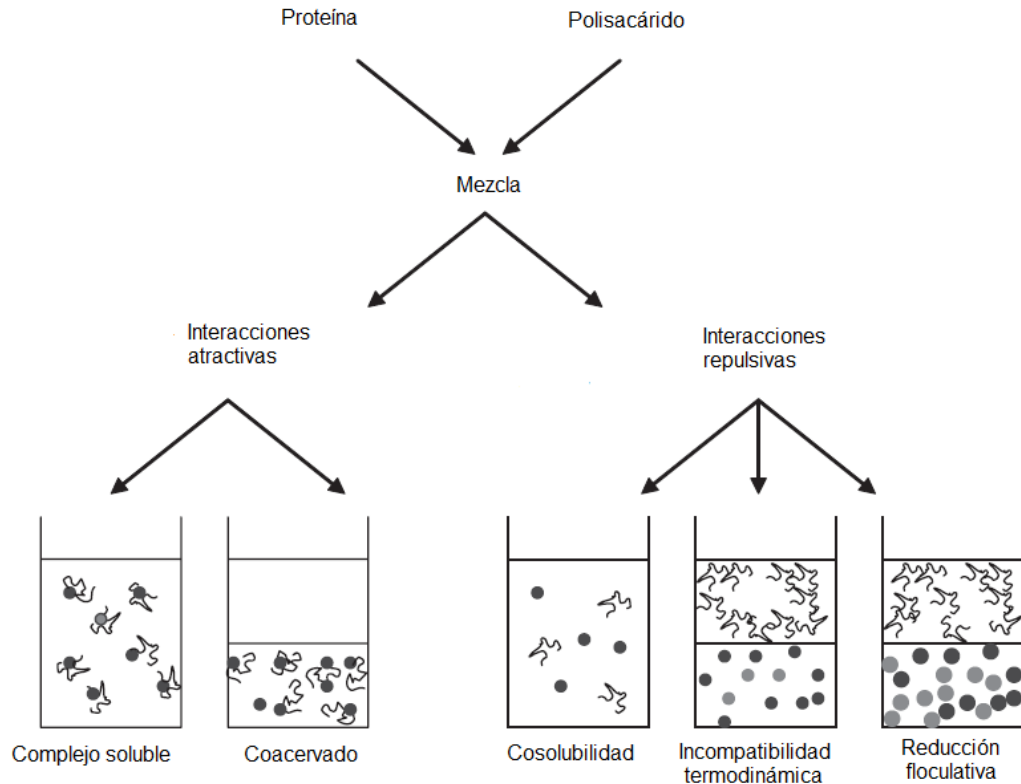 Proteína
Polisacárido
Mezcla
Interacciones
atractivas
Interacciones
repulsivas
Complejo soluble
Coacervado
Cosolubilidad
Incompatibilidad
termodinámica
Reducción
floculativa